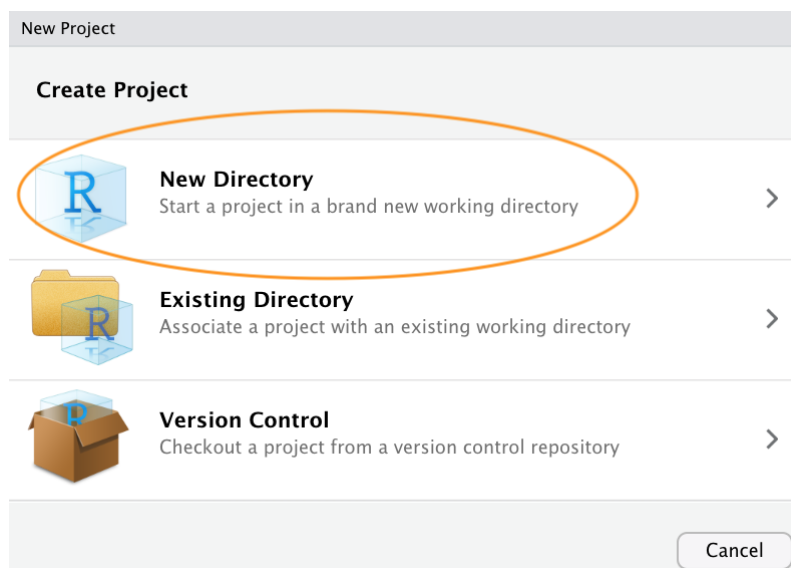 New Project
Create Project
R
New Directory
Start a project in a brand new working directory
R
Existing Directory
Associate a project with an existing working directory
R
Version Control
Checkout a project from a version control repository
Cancel